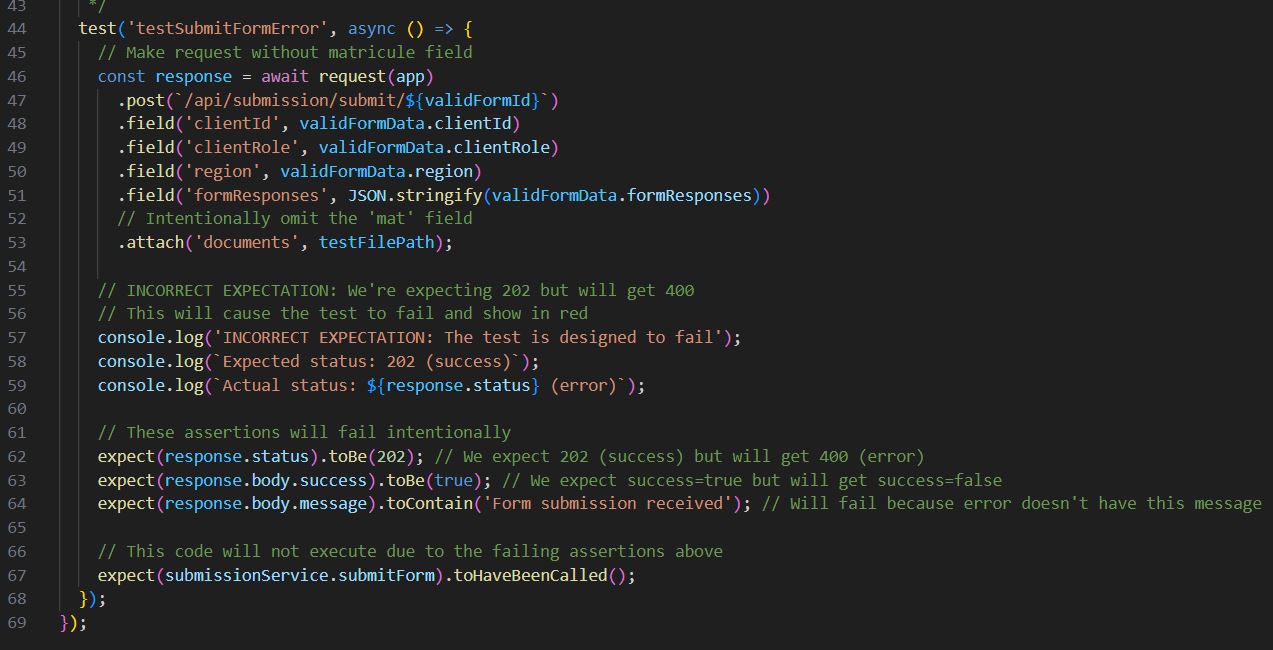 43 */
44 test('testSubmitFormError', async () => {
45 // Make request without matricule field
46 const response = await request(app)
47 .post(`/api/submission/submit/${validFormId}`)
48 .field('clientId', validFormData.clientId)
49 .field('clientRole', validFormData.clientRole)
50 .field('region', validFormData.region)
51 .field('formResponses', JSON.stringify(validFormData.formResponses))
52 // Intentionally omit the 'mat' field
53 .attach('documents', testFilePath);
54
55 // INCORRECT EXPECTATION: We're expecting 202 but will get 400
56 // This will cause the test to fail and show in red
57 console.log('INCORRECT EXPECTATION: The test is designed to fail');
58 console.log(`Expected status: 202 (success)`);
59 console.log(`Actual status: ${response.status} (error)`);
60
61 // These assertions will fail intentionally
62 expect(response.status).toBe(202); // We expect 202 (success) but will get 400 (error)
63 expect(response.body.success).toBe(true); // We expect success=true but will get success=false
64 expect(response.body.message).toContain('Form submission received'); // Will fail because error doesn't have this message
65
66 // This code will not execute due to the failing assertions above
67 expect(submissionService.submitForm).toHaveBeenCalled();
68 });
69 });